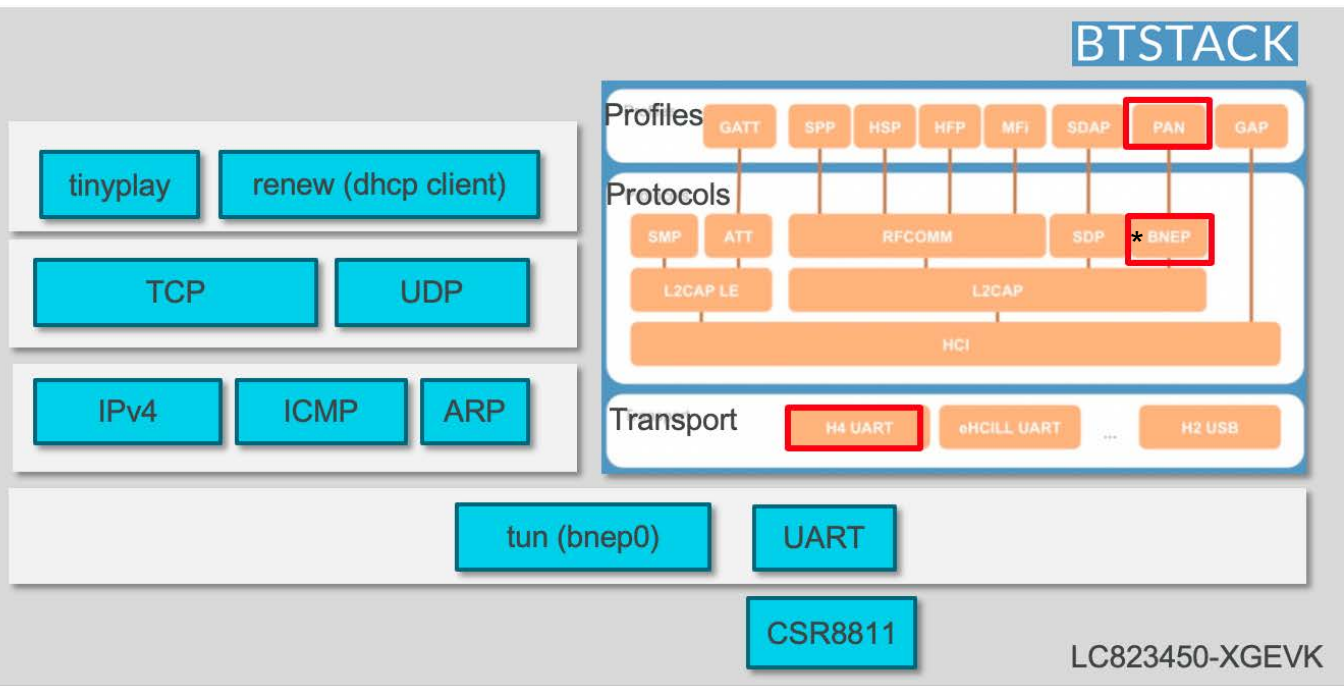 BTSTACK
Profiles
GATT
SPP
HSP
HFP
MFi
SDAP
PAN
GAP
tinyplay
renew (dhcp client)
Protocols
SMP
ATT
RFCOMM
SDP
* BNEP
TCP
UDP
L2CAP LE
L2CAP
HCI
IPv4
ICMP
ARP
Transport
H4 UART
eHCILL UART
...
H2 USB
tun (bnep0)
UART
CSR8811
LC823450-XGEVK